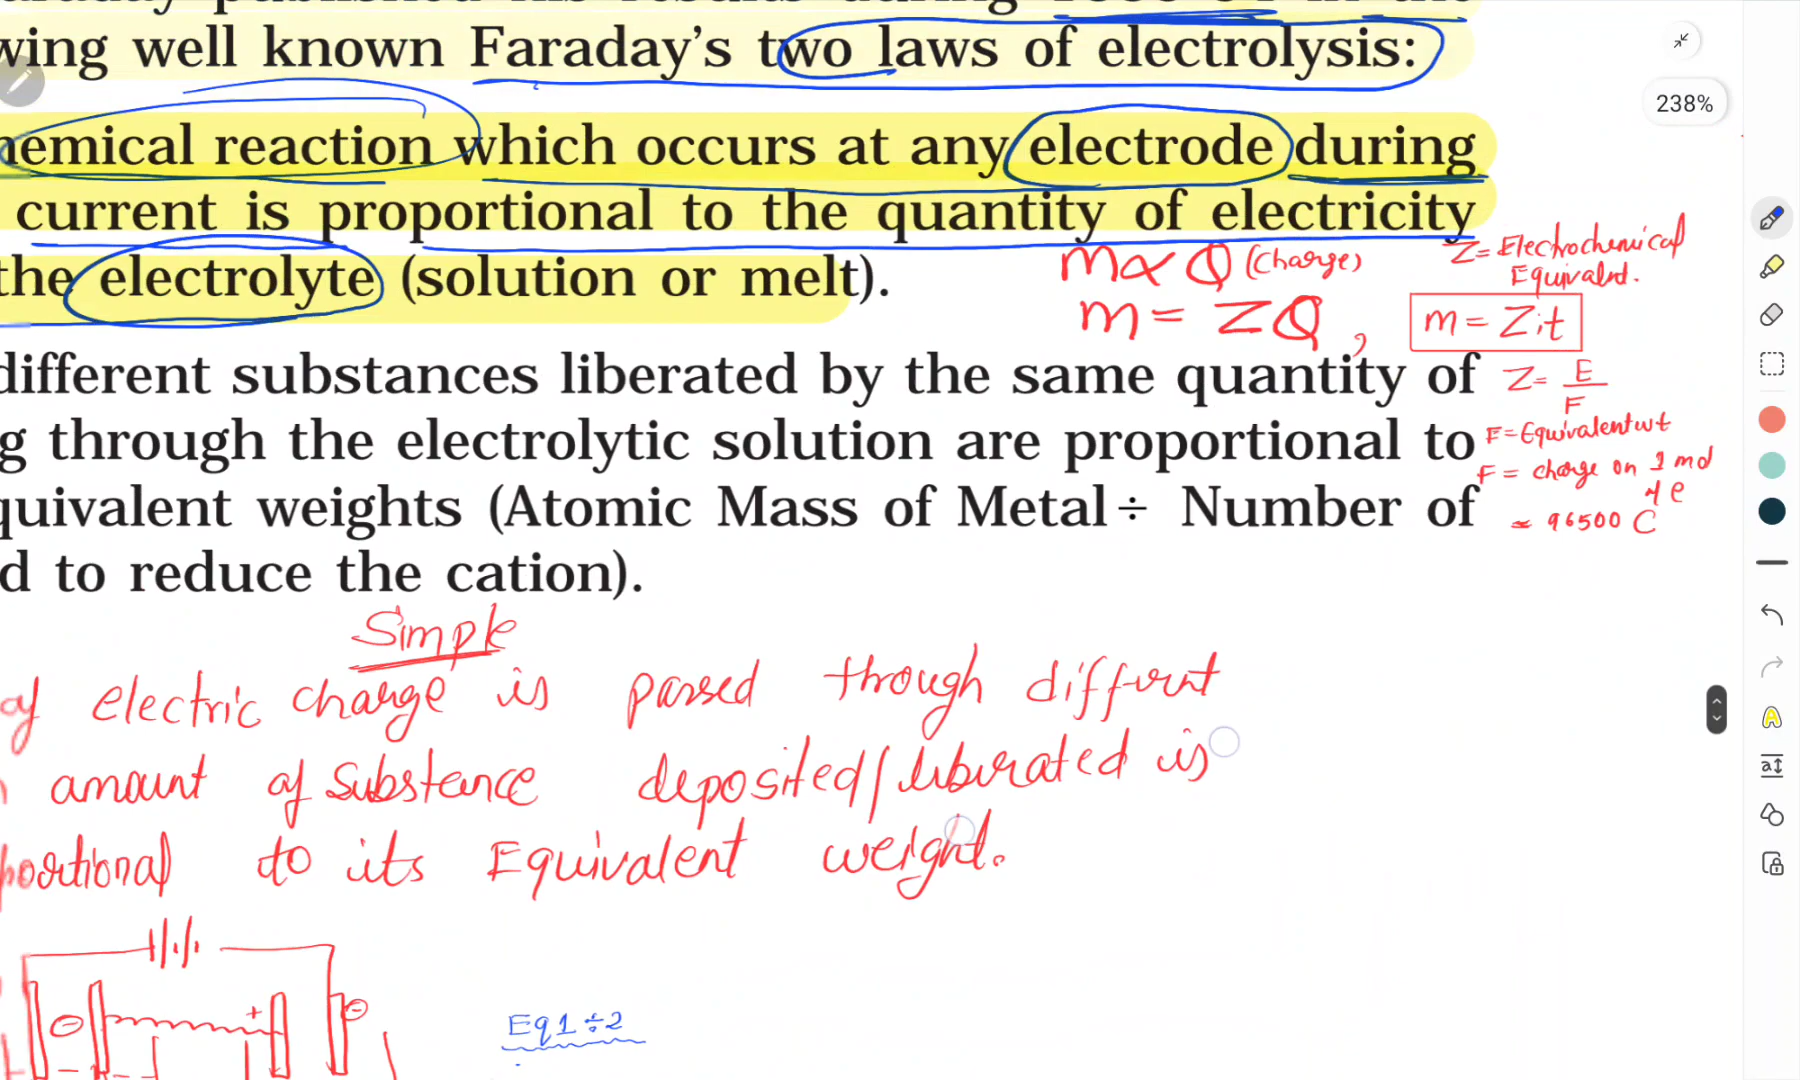 wing well known Faraday's two laws of electrolysis:
238%
hemical reaction which occurs at any electrode during
current is proportional to the quantity of electricity
the electrolyte (solution or melt).
m∝ Q (Charge)
m = ZQ,
Z= Electrochemical
Equivalent.
m = Zit
different substances liberated by the same quantity of
Z= E
F
g through the electrolytic solution are proportional to
E=Equivalent wt
F = charge on 1 mol
of e
quivalent weights (Atomic Mass of Metal ÷ Number of
= 96500 C
d to reduce the cation).
Simple
of electric charge is passed through different
amount of Substance deposited/liberated is
portional to its Equivalent weight.
Eq1÷2